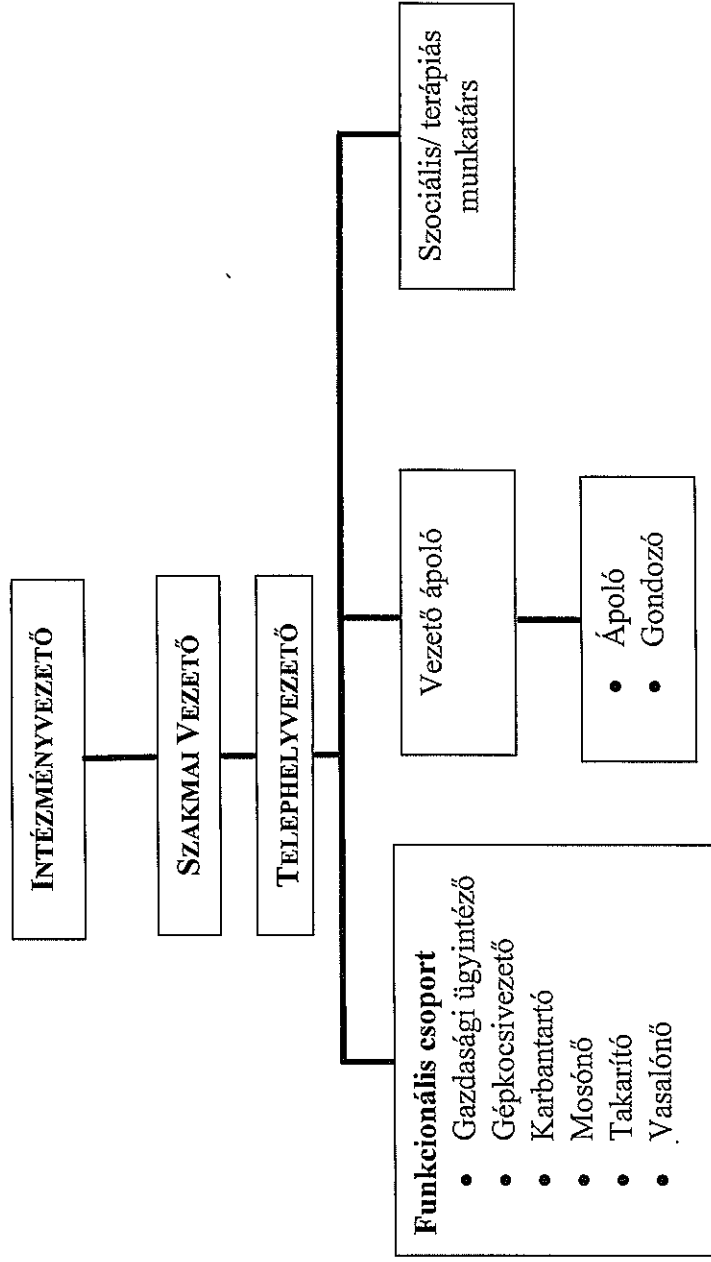 INTÉZMÉNYVEZETŐ
SZAKMAI VEZETŐ
TELEPHELYVEZETŐ
Funkcionális csoport
• Gazdasági ügyintéző
• Gépkocsivezető
• Karbantartó
• Mosónő
• Takarító
• Vasalónő
Vezető ápoló
• Ápoló
• Gondozó
Szociális/ terápiás
munkatárs